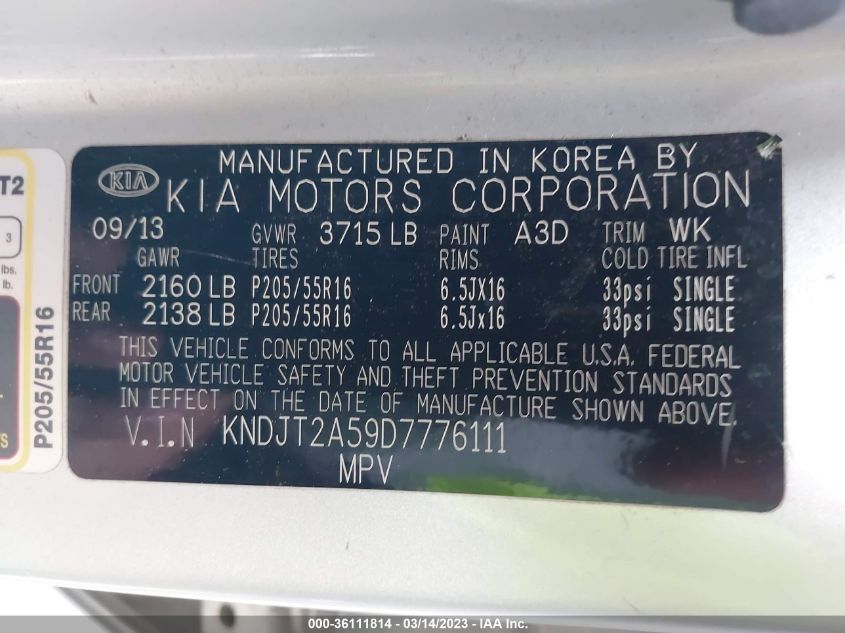 MANUFACTURED IN KOREA BY
KIA KIA MOTORS CORPORATION
09/13 GVWR 3715 LB PAINT A3D TRIM WK
GAWR TIRES RIMS COLD TIRE INFL
FRONT 2160 LB P205/55R16 6.5JX16 33psi SINGLE
REAR 2138 LB P205/55R16 6.5Jx16 33psi SINGLE
THIS VEHICLE CONFORMS TO ALL APPLICABLE U.S.A. FEDERAL
MOTOR VEHICLE SAFETY AND THEFT PREVENTION STANDARDS
IN EFFECT ON THE DATE OF MANUFACTURE SHOWN ABOVE.
V.I.N KNDJT2A59D7776111
MPV
T2
3
lbs.
lb.
P205/55R16
TS
000-36111814 - 03/14/2023 - IAA Inc.